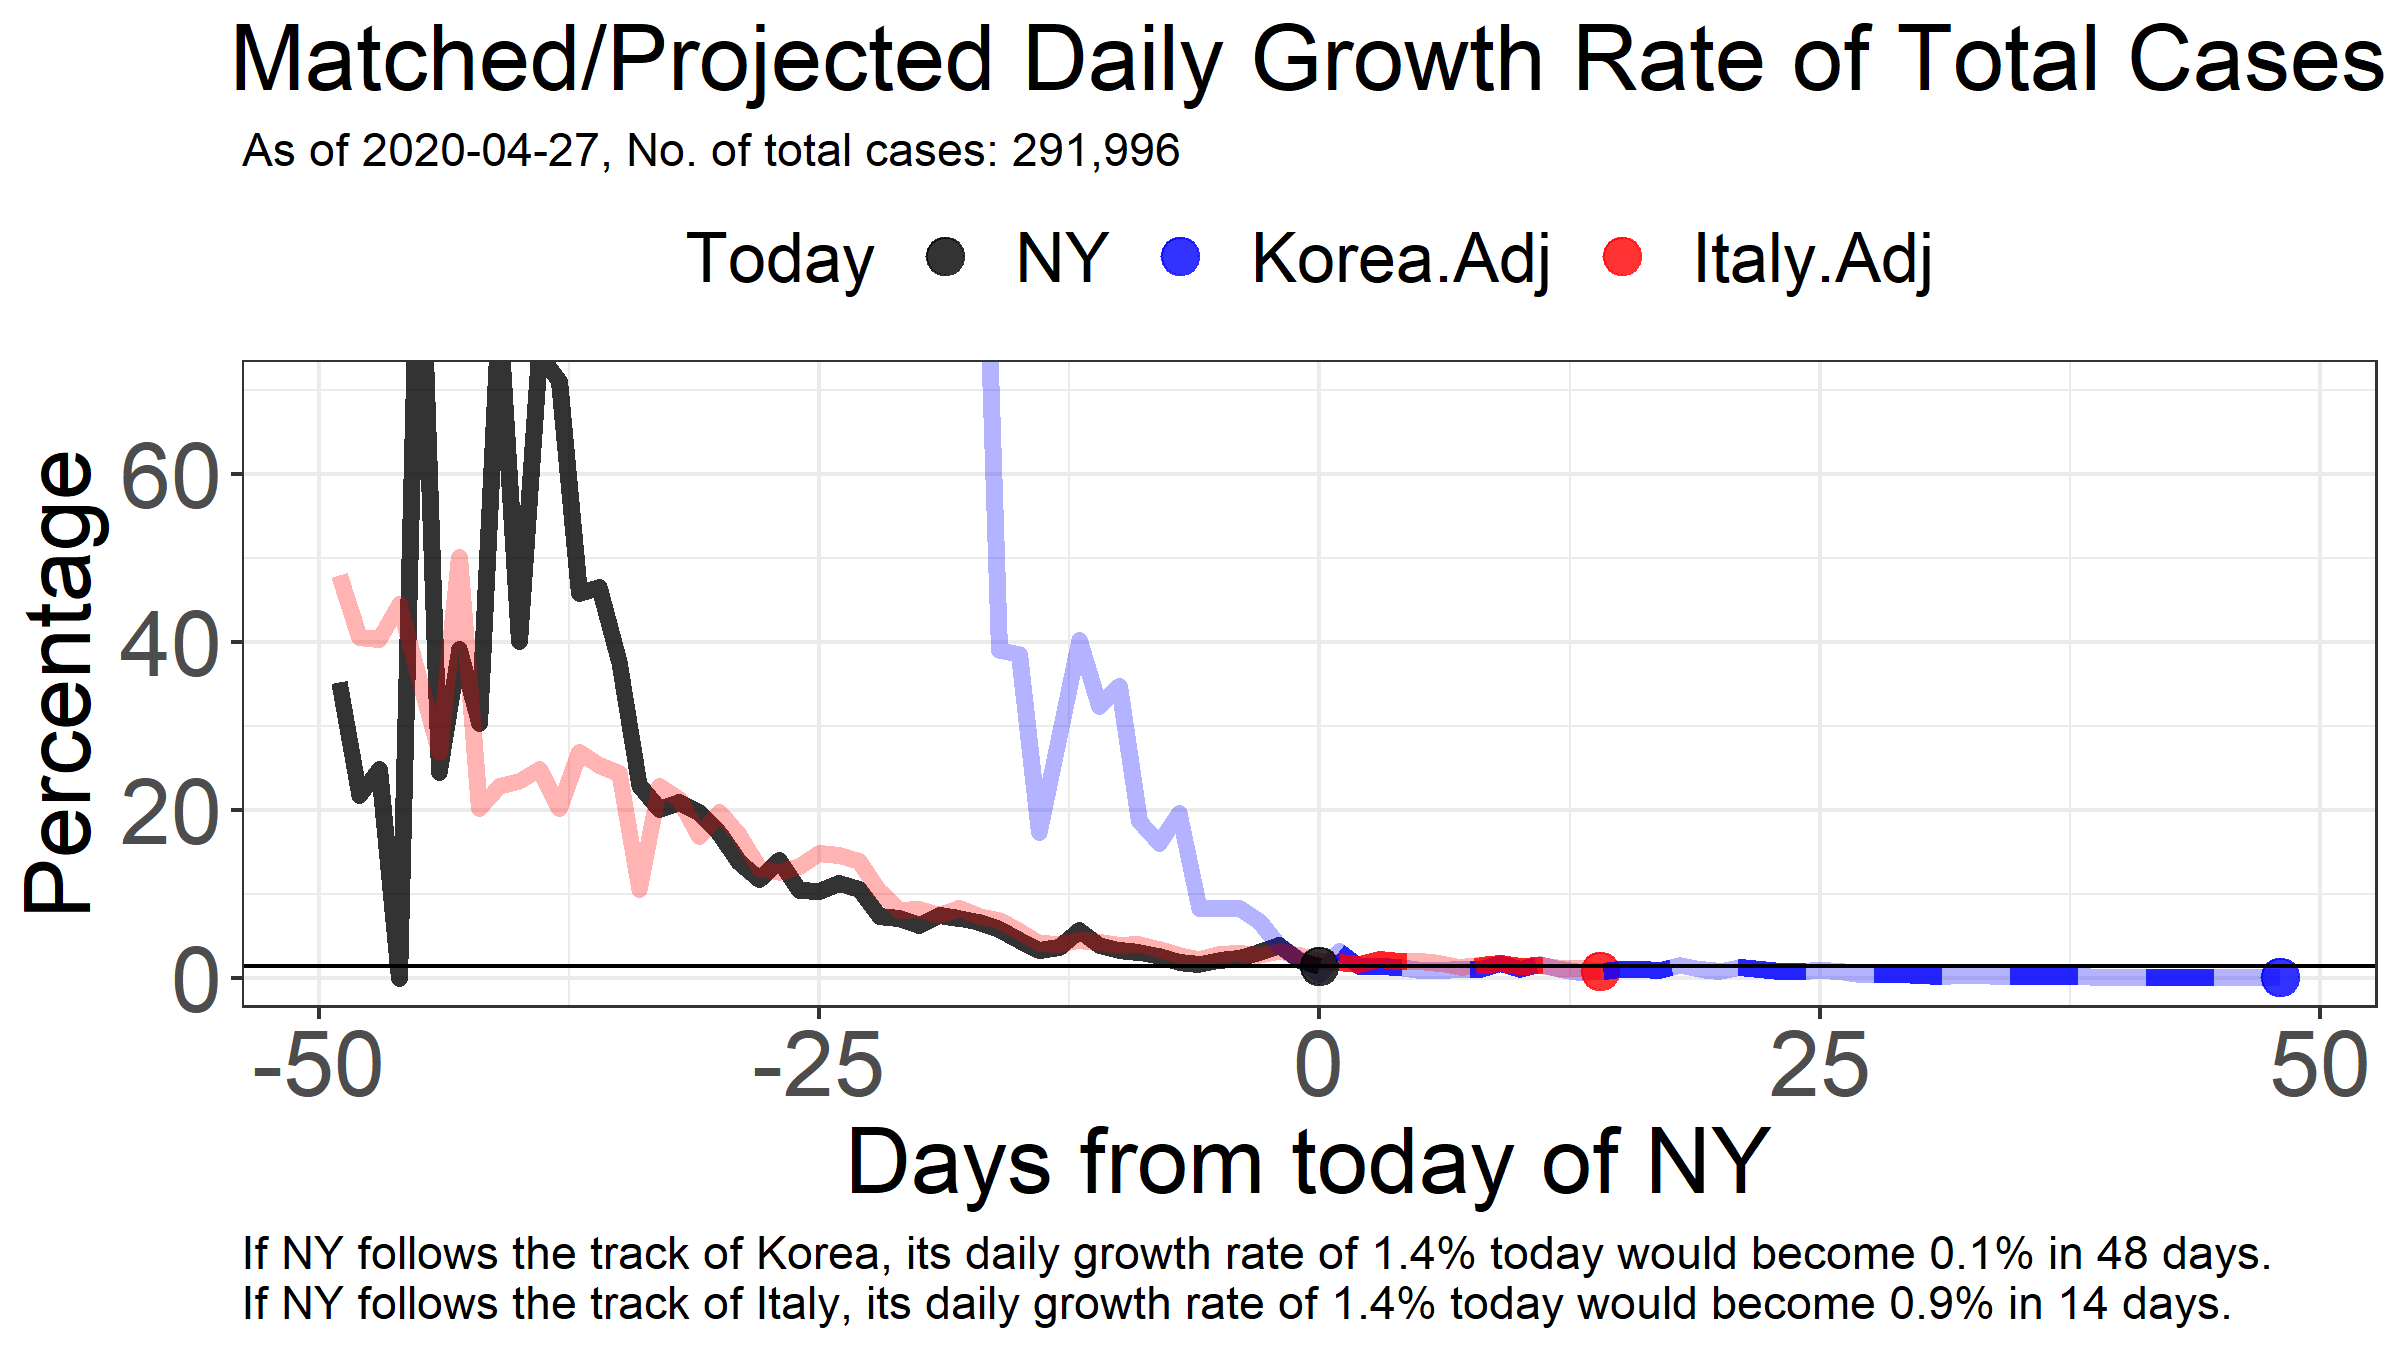 Matched/Projected Daily Growth Rate of Total Cases
As of 2020-04-27, No. of total cases: 291,996
Today NY Korea.Adj Italy.Adj
Percentage
60
40
20
0
-50 -25 0 25 50
Days from today of NY
If NY follows the track of Korea, its daily growth rate of 1.4% today would become 0.1% in 48 days.
If NY follows the track of Italy, its daily growth rate of 1.4% today would become 0.9% in 14 days.